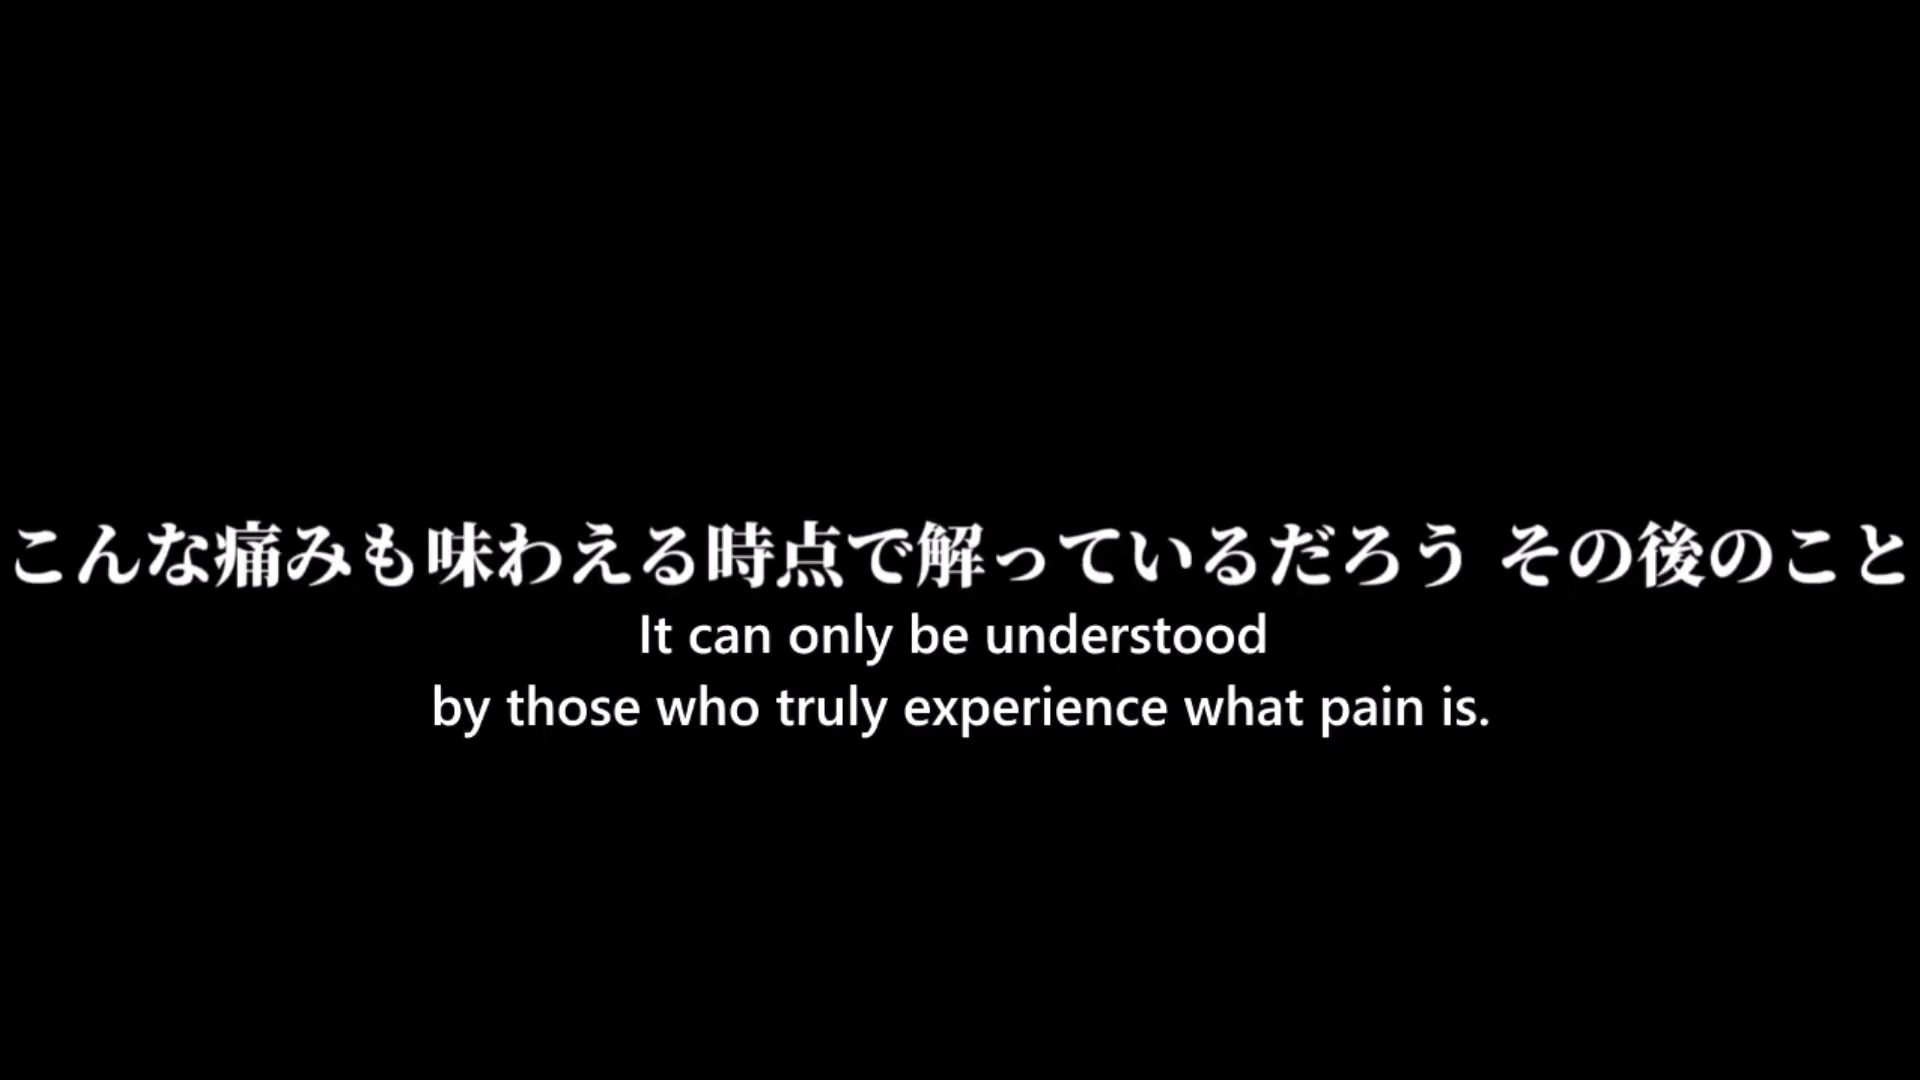 こんな痛みも味わえる時点で解っているだろう その後のこと
It can only be understood
by those who truly experience what pain is.